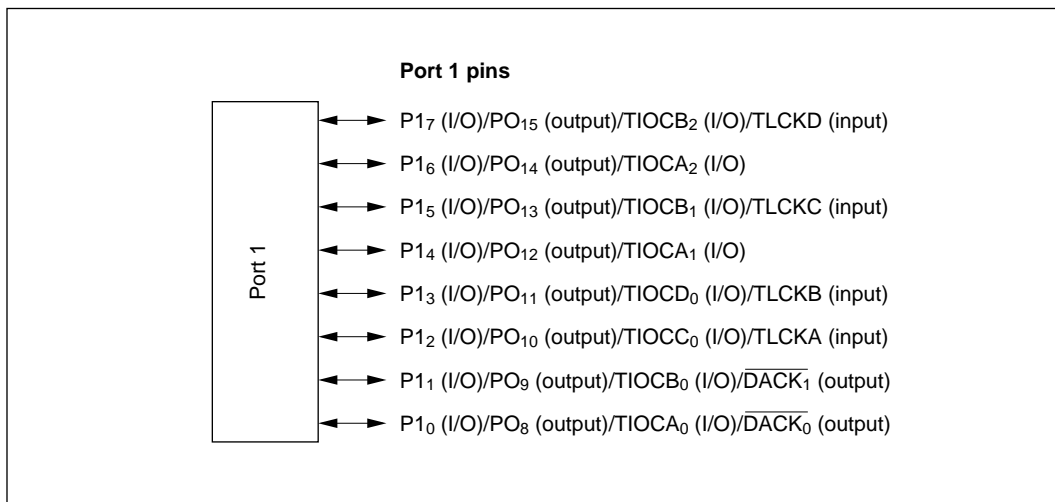 Port 1 pins
Port 1
P1₇ (I/O)/PO₁₅ (output)/TIOCB₂ (I/O)/TLCKD (input)
P1₆ (I/O)/PO₁₄ (output)/TIOCA₂ (I/O)
P1₅ (I/O)/PO₁₃ (output)/TIOCB₁ (I/O)/TLCKC (input)
P1₄ (I/O)/PO₁₂ (output)/TIOCA₁ (I/O)
P1₃ (I/O)/PO₁₁ (output)/TIOCD₀ (I/O)/TLCKB (input)
P1₂ (I/O)/PO₁₀ (output)/TIOCC₀ (I/O)/TLCKA (input)
P1₁ (I/O)/PO₉ (output)/TIOCB₀ (I/O)/D̅A̅C̅K̅₁̅ (output)
P1₀ (I/O)/PO₈ (output)/TIOCA₀ (I/O)/D̅A̅C̅K̅₀̅ (output)